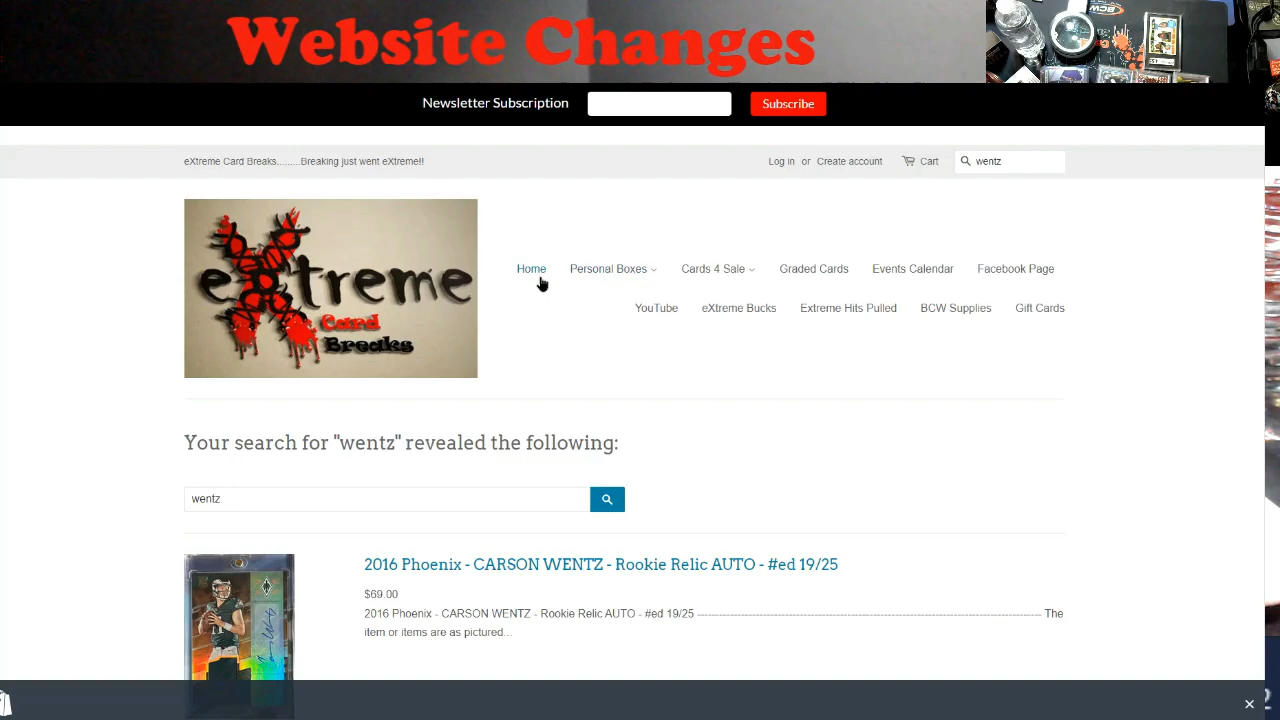 Website Changes
Newsletter Subscription Subscribe
eXtreme Card Breaks.........Breaking just went eXtreme!!
Log in or Create account Cart wentz
eXtreme
Card
Breaks
Home Personal Boxes Cards 4 Sale Graded Cards Events Calendar Facebook Page
YouTube eXtreme Bucks Extreme Hits Pulled BCW Supplies Gift Cards
Your search for "wentz" revealed the following:
wentz
2016 Phoenix - CARSON WENTZ - Rookie Relic AUTO - #ed 19/25
$69.00
2016 Phoenix - CARSON WENTZ - Rookie Relic AUTO - #ed 19/25 -------------------------------------------------------------------------------------------------- The
item or items are as pictured...